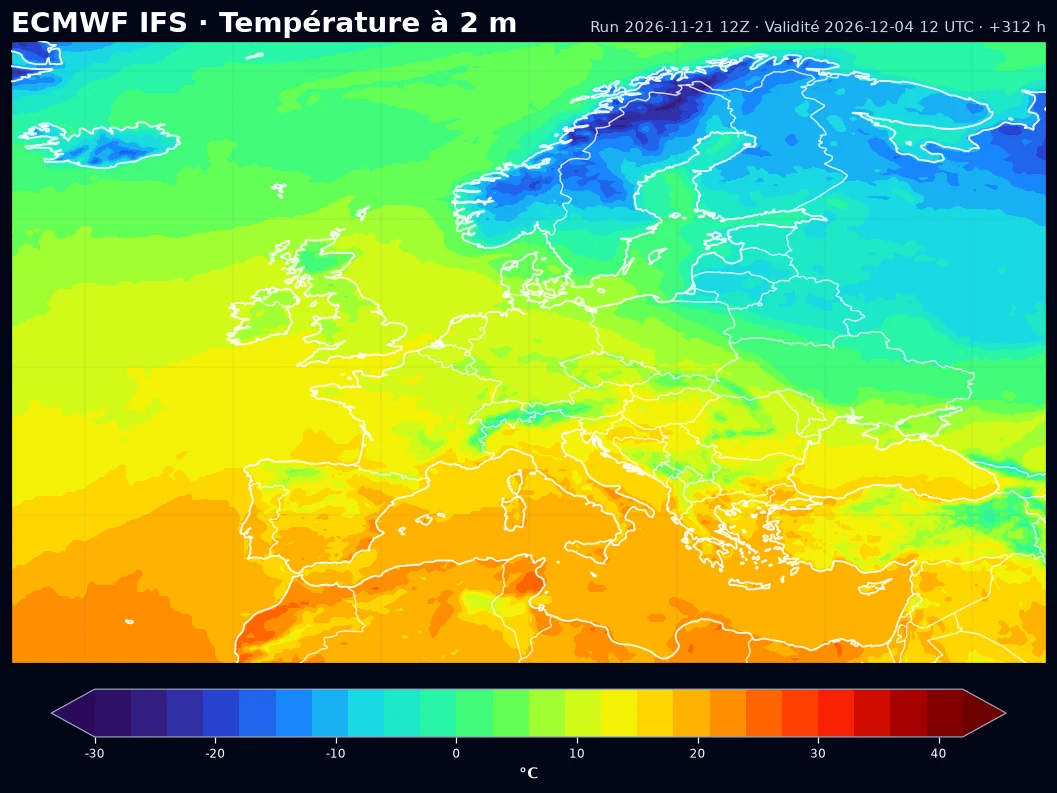 ECMWF IFS · Température à 2 m
Run 2026-11-21 12Z · Validité 2026-12-04 12 UTC · +312 h
-30 -20 -10 0 10 20 30 40
°C